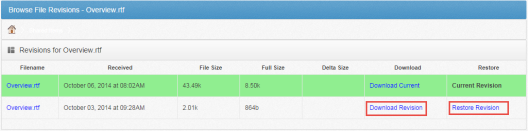 Browse File Revisions - Overview.rtf
Revisions for Overview.rtf
Filename Received File Size Full Size Delta Size Download Restore
Overview.rtf October 06, 2014 at 08:02AM 43.49k 8.50k Download Current Current Revision
Overview.rtf October 03, 2014 at 09:28AM 2.01k 864b Download Revision Restore Revision